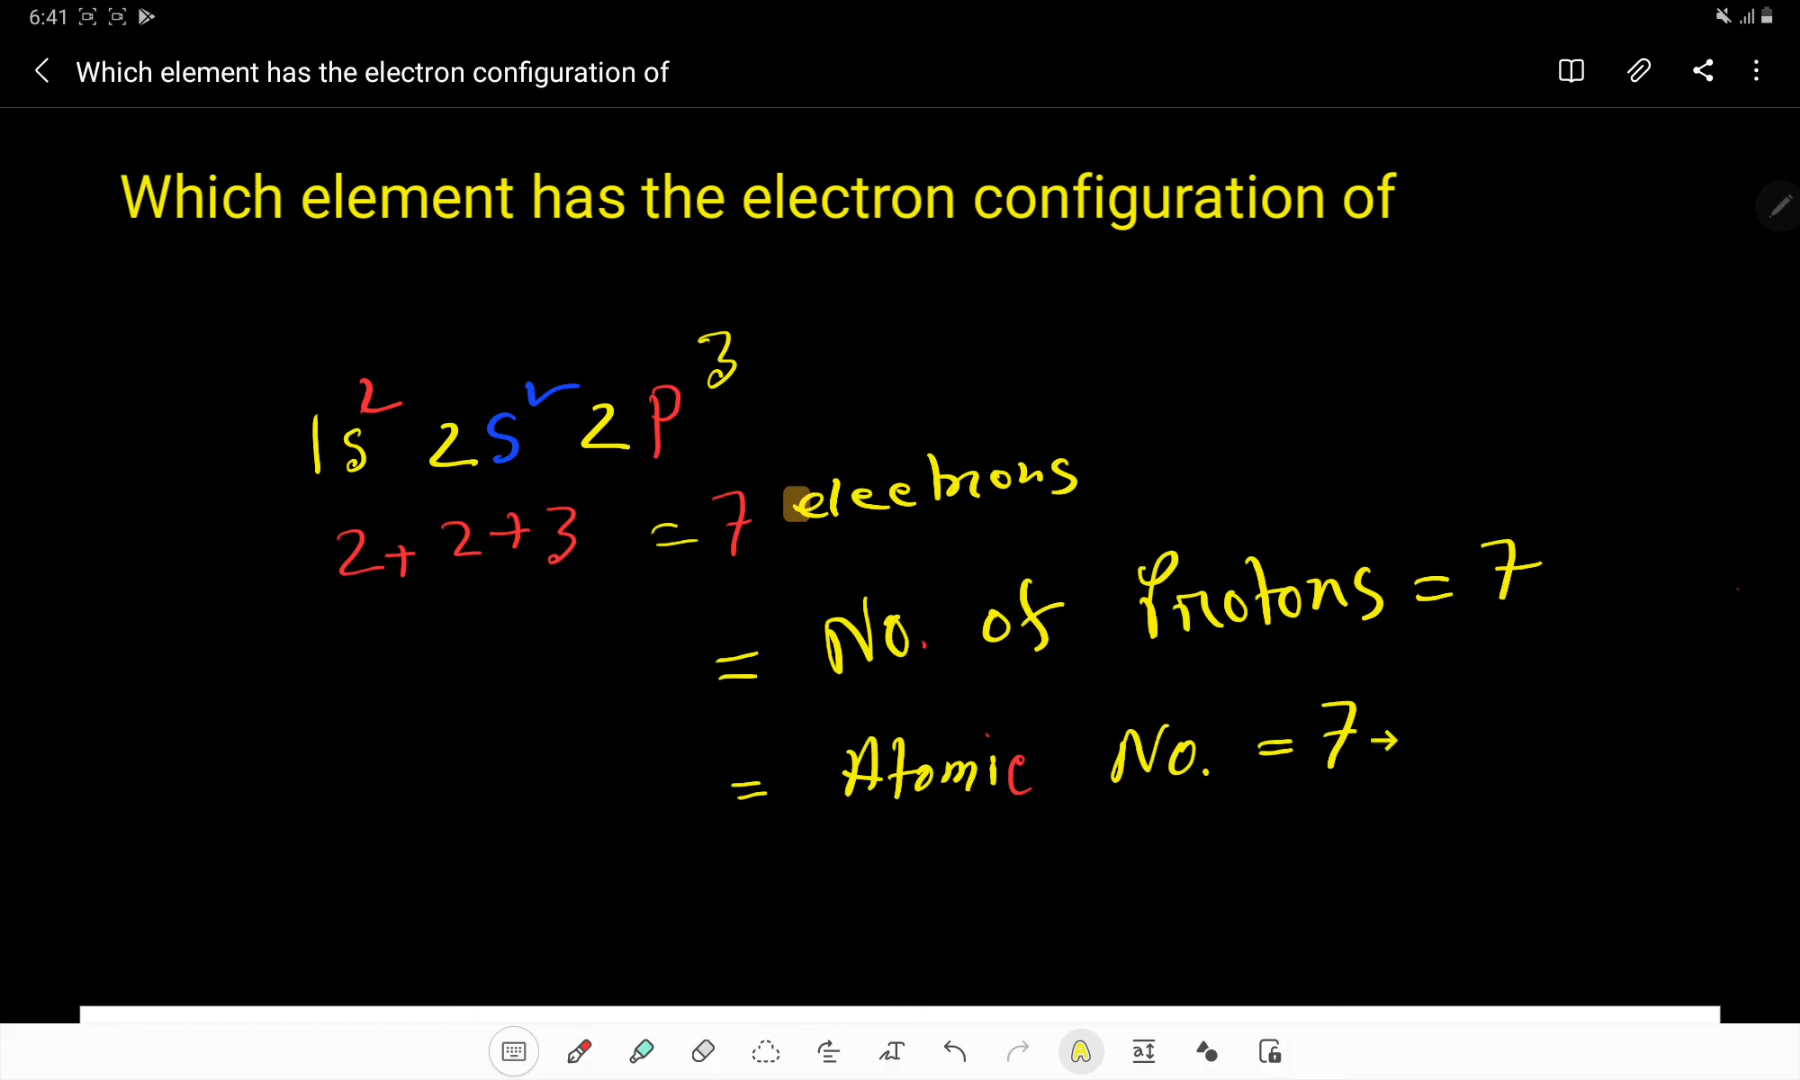 6:41
Which element has the electron configuration of
Which element has the electron configuration of
1s² 2s² 2p³
2+2+3 = 7 electrons
= No. of Protons = 7
= Atomic No. = 7 →